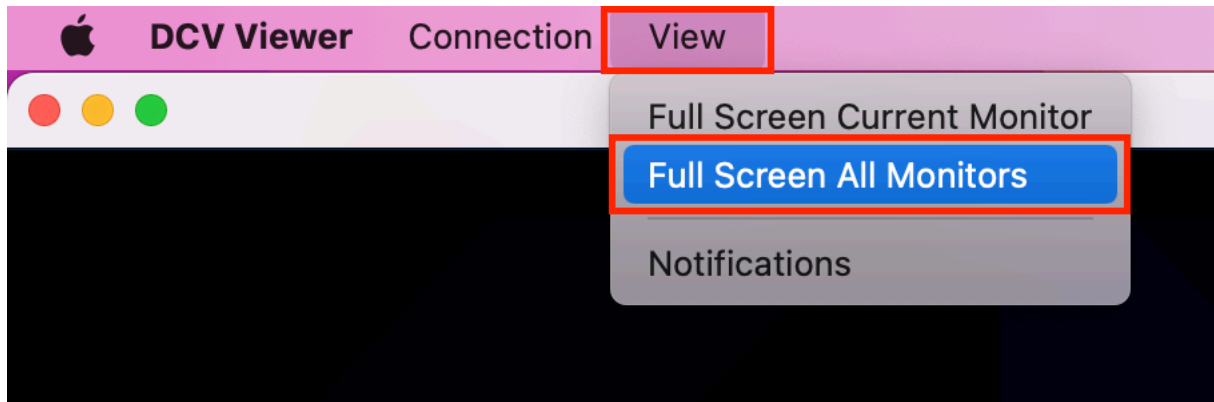 DCV Viewer Connection View
Full Screen Current Monitor
Full Screen All Monitors
Notifications